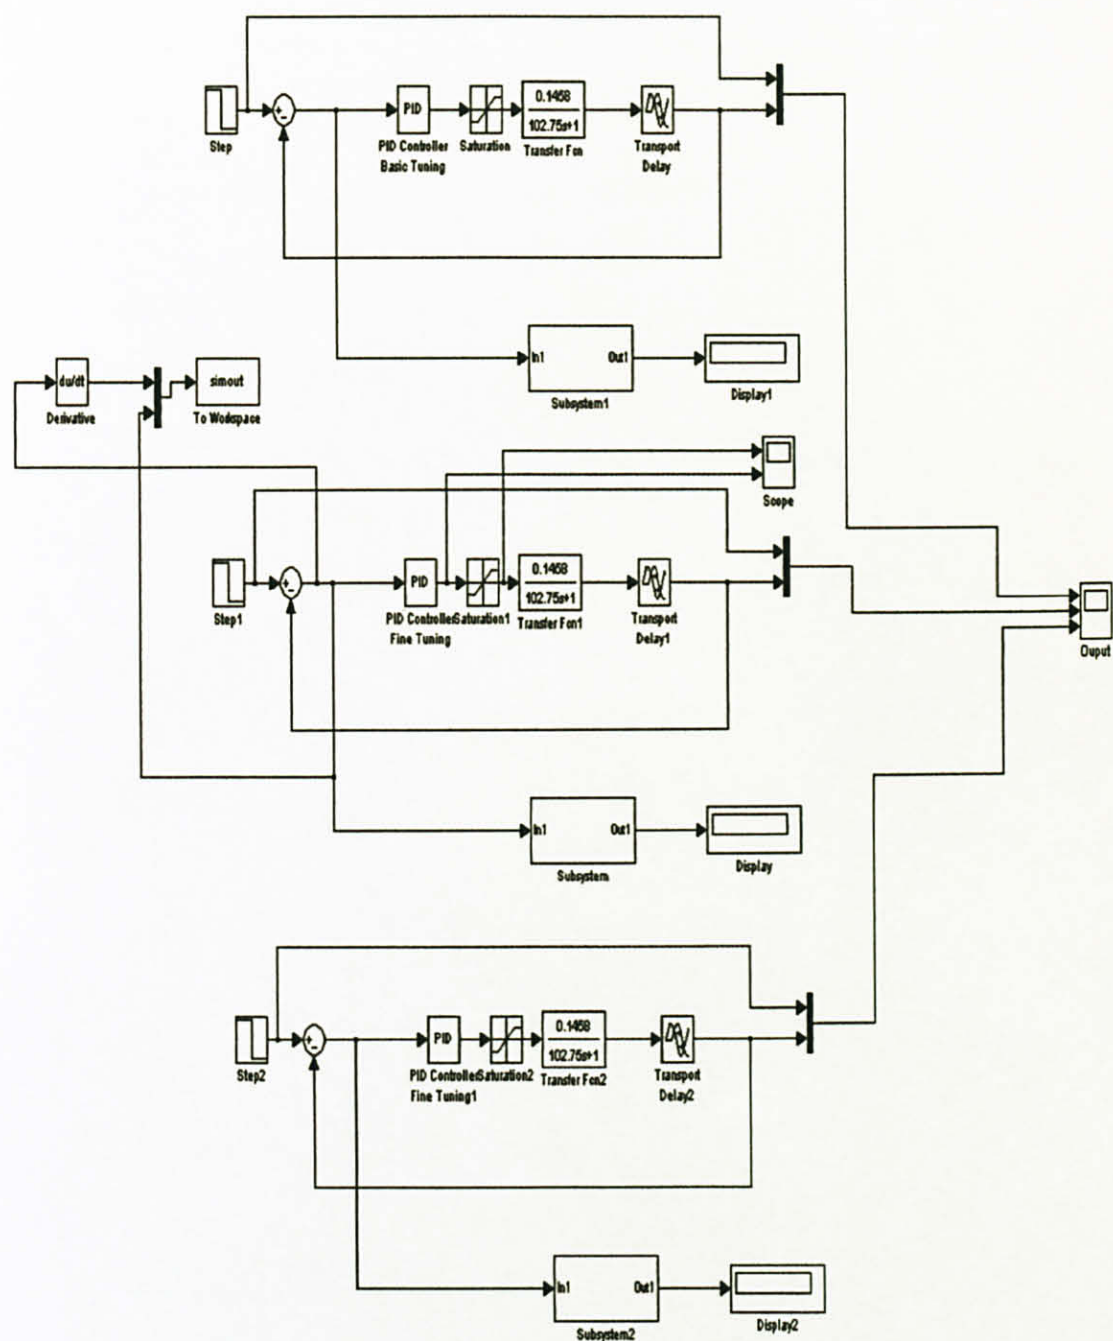 Step
+-
PID
PID Controller
Basic Tuning
Saturation
0.1458
102.75s+1
Transfer Fcn
Transport
Delay
In1
Out1
Subsystem1
Display1
du/dt
Derivative
simout
To Workspace
Scope
Step1
+-
PID
PID Controller
Fine Tuning
Saturation1
0.1458
102.75s+1
Transfer Fcn1
Transport
Delay1
Ouput
In1
Out1
Subsystem
Display
Step2
+-
PID
PID Controller
Fine Tuning1
Saturation2
0.1458
102.75s+1
Transfer Fcn2
Transport
Delay2
In1
Out1
Subsystem2
Display2